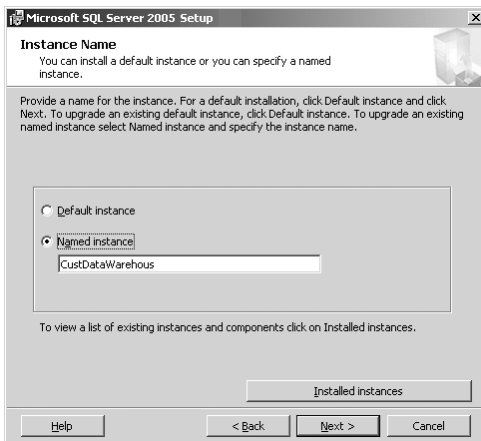 Microsoft SQL Server 2005 Setup
Instance Name
You can install a default instance or you can specify a named
instance.
Provide a name for the instance. For a default installation, click Default instance and click
Next. To upgrade an existing default instance, click Default instance. To upgrade an existing
named instance select Named instance and specify the instance name.
Default instance
Named instance
CustDataWarehous
To view a list of existing instances and components click on Installed instances.
Installed instances
Help
< Back
Next >
Cancel